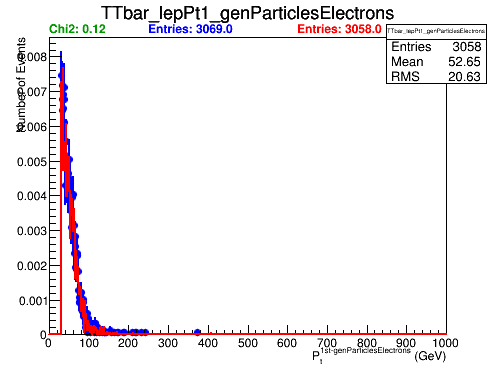 TTbar_lepPt1_genParticlesElectrons
Chi2: 0.12 Entries: 3069.0 Entries: 3058.0
TTbar_lepPt1_genParticlesElectrons
Entries 3058
Mean 52.65
RMS 20.63
Number of Events
0.008
0.007
0.006
0.005
0.004
0.003
0.002
0.001
0
0 100 200 300 400 500 600 700 800 900 1000
P_t^1st-genParticlesElectrons (GeV)